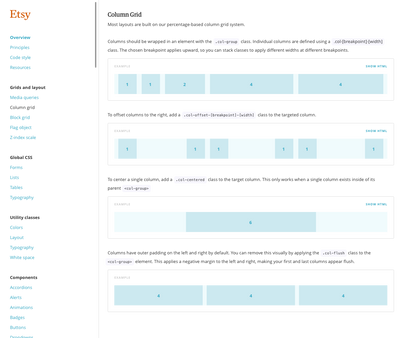 Etsy
Overview
Principles
Code style
Resources
Grids and layout
Media queries
Column grid
Block grid
Flag object
Z-index scale
Global CSS
Forms
Lists
Tables
Typography
Utility classes
Colors
Layout
Typography
White space
Components
Accordions
Alerts
Animations
Badges
Buttons
Column Grid
Most layouts are built on our percentage-based column grid system.
Columns should be wrapped in an element with the .col-group class. Individual columns are defined using a .col-[breakpoint]-[width]
class. The chosen breakpoint applies upward, so you can stack classes to apply different widths at different breakpoints.
EXAMPLE SHOW HTML
1 1 2 4 4
To offset columns to the right, add a .col-offset-[breakpoint]-[width] class to the targeted column.
EXAMPLE SHOW HTML
1 1 1 1 1 1
To center a single column, add a .col-centered class to the target column. This only works when a single column exists inside of its
parent <col-group>
EXAMPLE SHOW HTML
6
Columns have outer padding on the left and right by default. You can remove this visually by applying the .col-flush class to the
<col-group> element. This applies a negative margin to the left and right, making your first and last columns appear flush.
EXAMPLE SHOW HTML
4 4 4